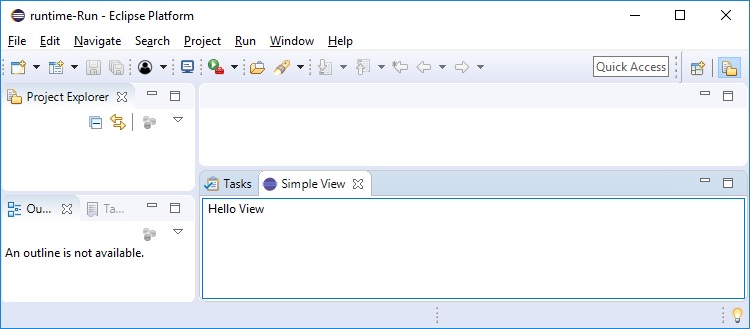 runtime-Run - Eclipse Platform
File Edit Navigate Search Project Run Window Help
Quick Access
Project Explorer
Tasks Simple View
Hello View
Ou... Ta...
An outline is not available.